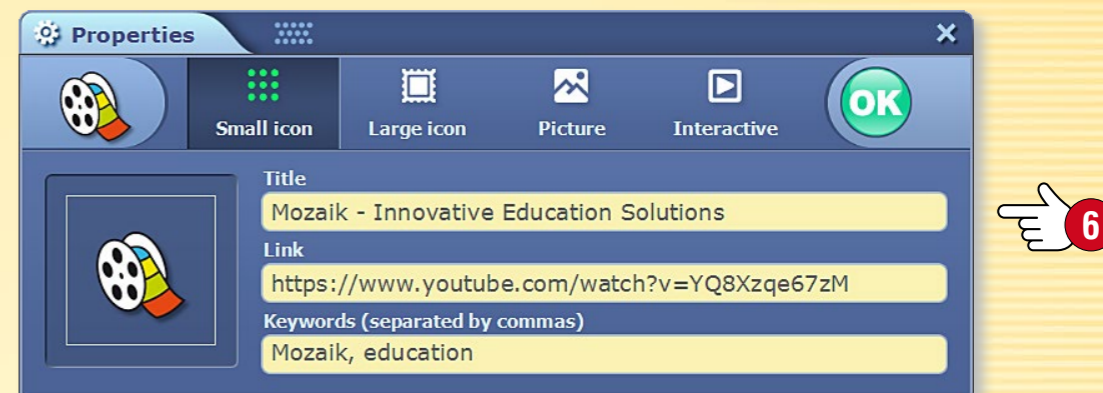 Properties
Small icon Large icon Picture Interactive OK
Title
Mozaik - Innovative Education Solutions
Link
https://www.youtube.com/watch?v=YQ8Xzqe67zM
Keywords (separated by commas)
Mozaik, education
6